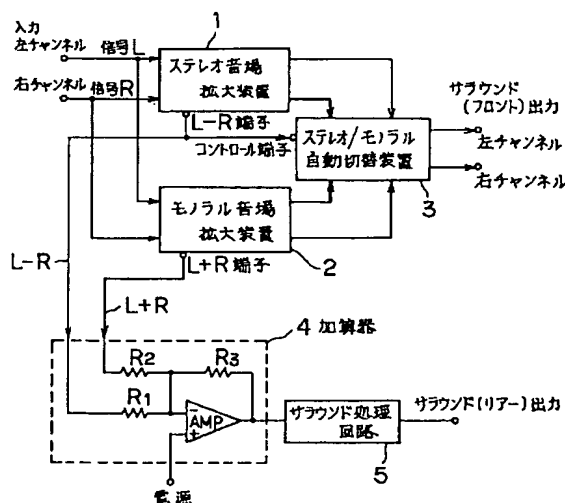 入力
左チャンネル
信号L
右チャンネル
信号R
1
ステレオ音場
拡大装置
L-R端子
コントロール端子
ステレオ/モノラル
自動切替装置
3
サラウンド
(フロント)出力
左チャンネル
右チャンネル
モノラル音場
拡大装置
2
L+R端子
L-R
L+R
4 加算器
R2
R3
R1
-
AMP
+
サラウンド処理
回路
5
サラウンド(リアー)出力
電源